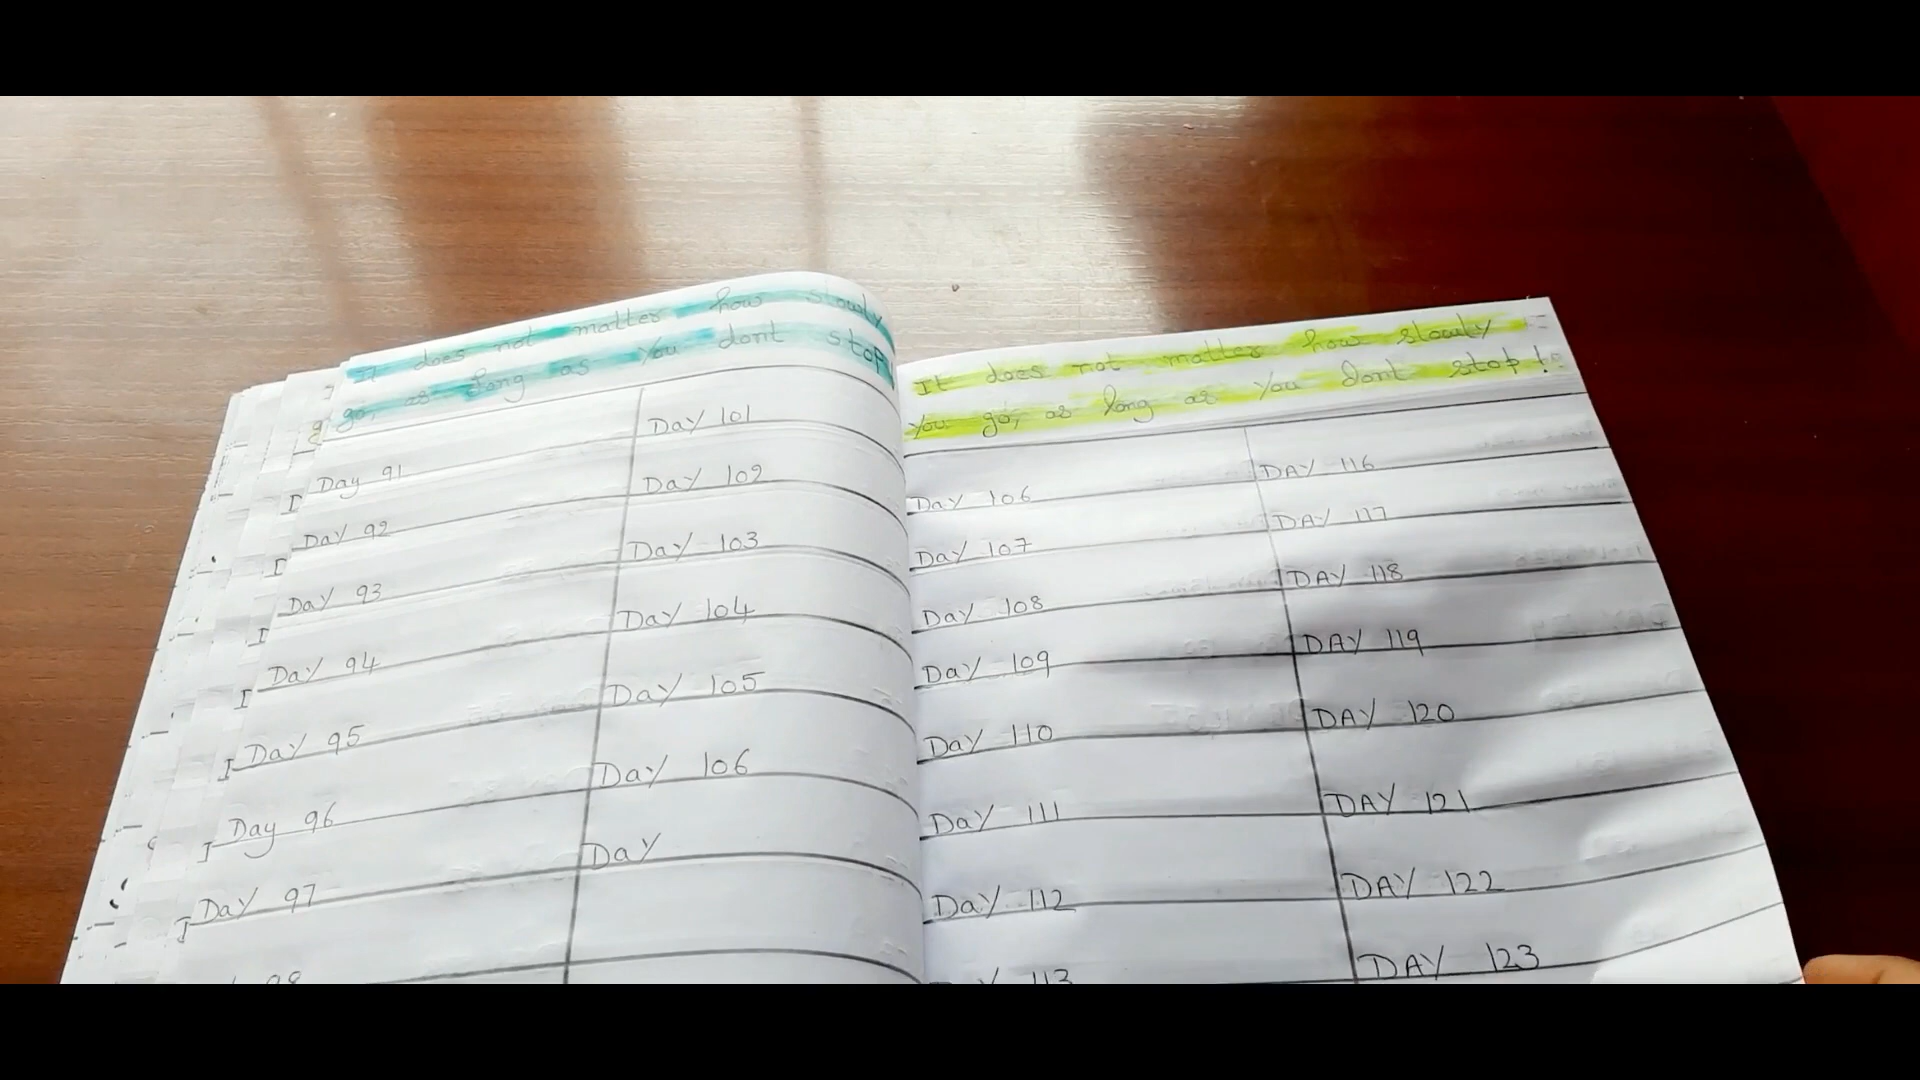 It does not matter how slowly
go, as long as You dont stop
Day 91
Day 92
Day 93
Day 94
Day 95
Day 96
Day 97
Day 101
Day 102
Day 103
Day 104
Day 105
Day 106
Day
It does not matter how slowly
You go, as long as You dont stop!
Day 106
Day 107
Day 108
Day 109
Day 110
Day 111
Day 112
113
DAY 116
DAY 117
DAY 118
DAY 119
DAY 120
DAY 121
DAY 122
DAY 123